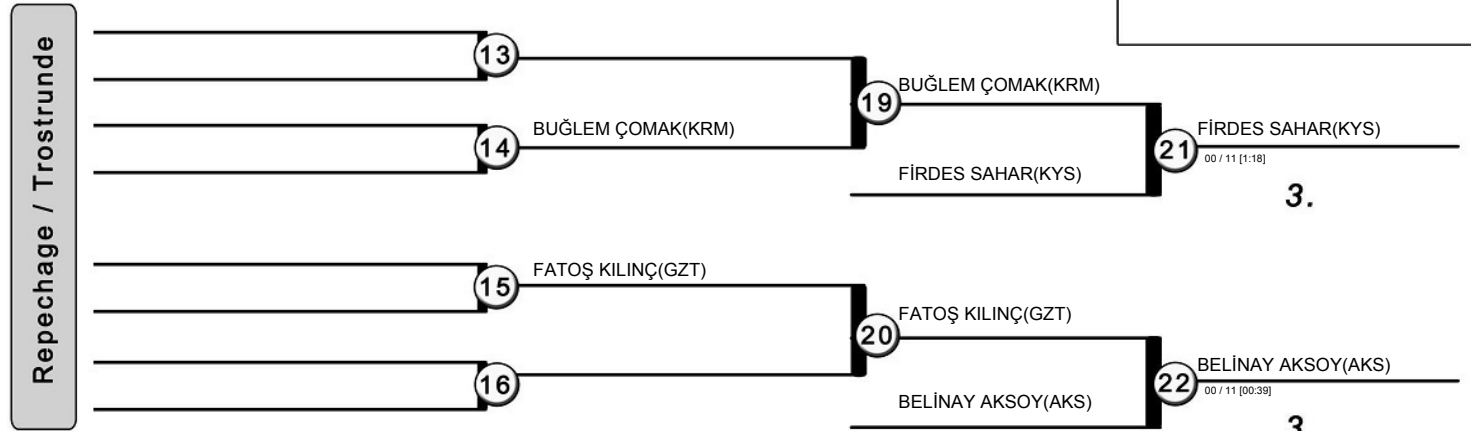 Repechage / Trostrunde
13
14
BUĞLEM ÇOMAK(KRM)
19
BUĞLEM ÇOMAK(KRM)
FİRDES SAHAR(KYS)
21
FİRDES SAHAR(KYS)
00 / 11 [1:18]
3.
15
FATOŞ KILINÇ(GZT)
16
20
FATOŞ KILINÇ(GZT)
BELİNAY AKSOY(AKS)
22
BELİNAY AKSOY(AKS)
00 / 11 [00:39]
3